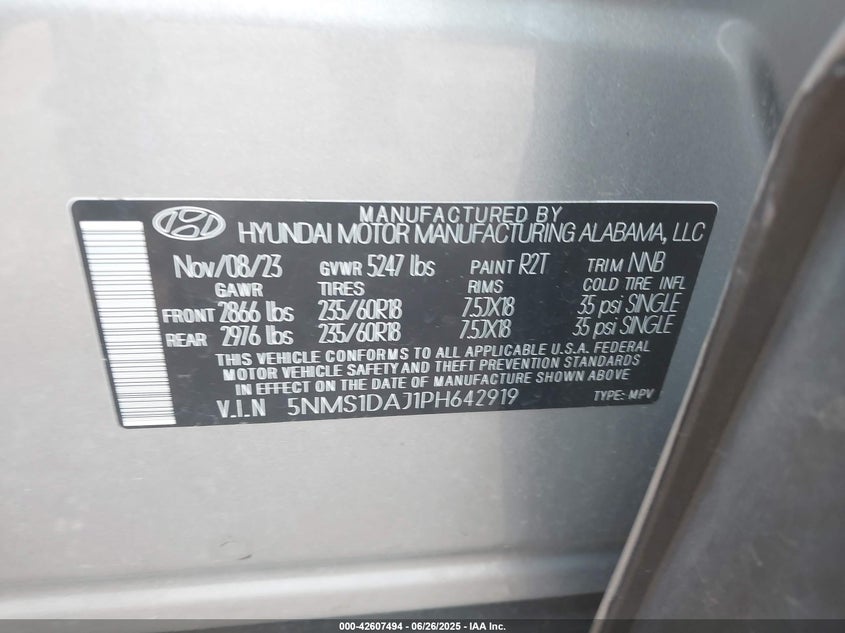 MANUFACTURED BY
HYUNDAI MOTOR MANUFACTURING ALABAMA, LLC
Nov/08/23 GVWR 5247 lbs PAINT R2T TRIM NNB
GAWR TIRES RIMS COLD TIRE INFL
FRONT 2866 lbs 235/60R18 7.5JX18 35 psi SINGLE
REAR 2976 lbs 235/60R18 7.5JX18 35 psi SINGLE
THIS VEHICLE CONFORMS TO ALL APPLICABLE U.S.A. FEDERAL
MOTOR VEHICLE SAFETY AND THEFT PREVENTION STANDARDS
IN EFFECT ON THE DATE OF MANUFACTURE SHOWN ABOVE
V.I.N 5NMS1DAJ1PH642919 TYPE: MPV
000-42607494 | 06/26/2025 | IAA Inc.